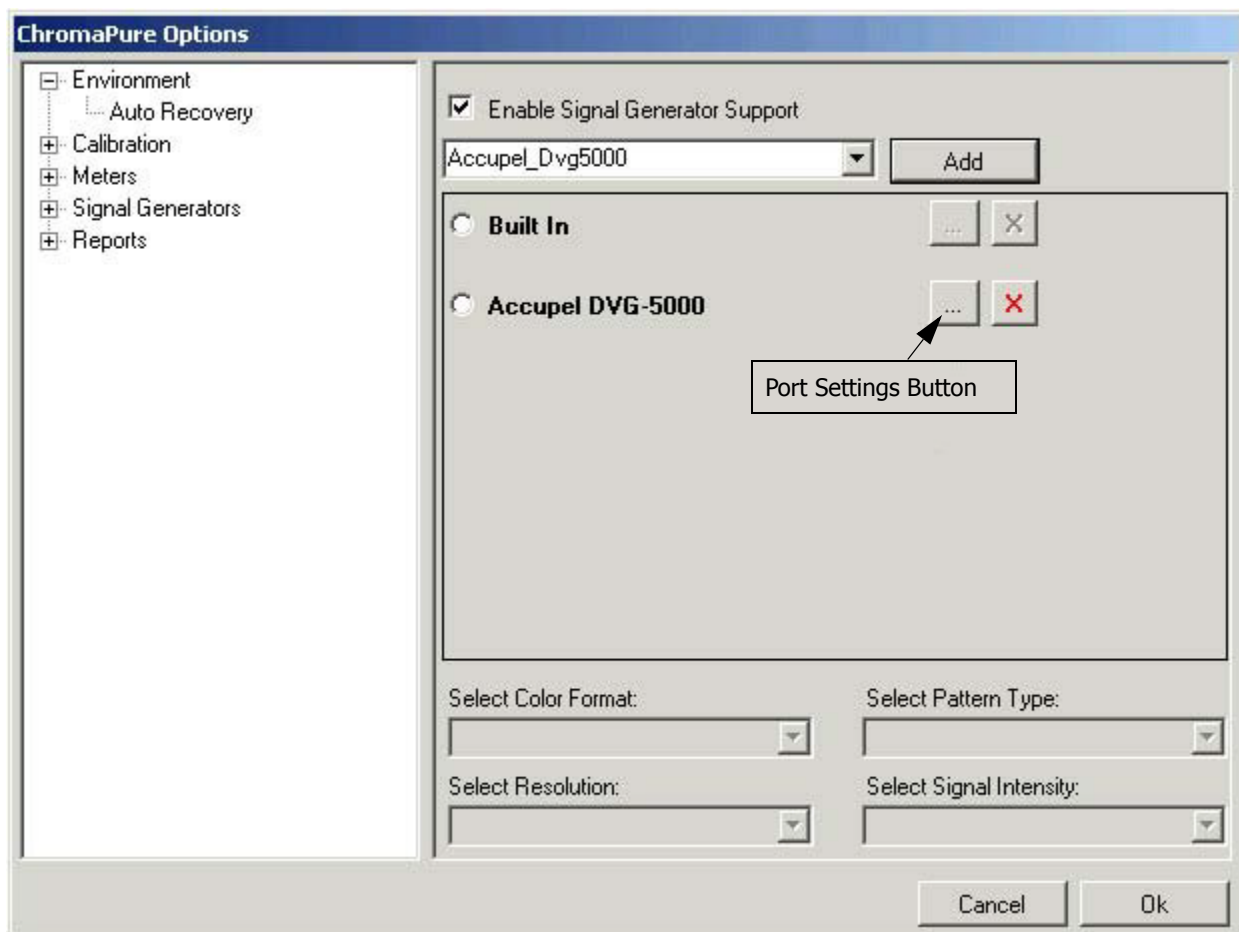 ChromaPure Options
Environment
Auto Recovery
Calibration
Meters
Signal Generators
Reports
Enable Signal Generator Support
Accupel_Dvg5000
Add
Built In
...
X
Accupel DVG-5000
...
X
Port Settings Button
Select Color Format:
Select Pattern Type:
Select Resolution:
Select Signal Intensity:
Cancel
Ok